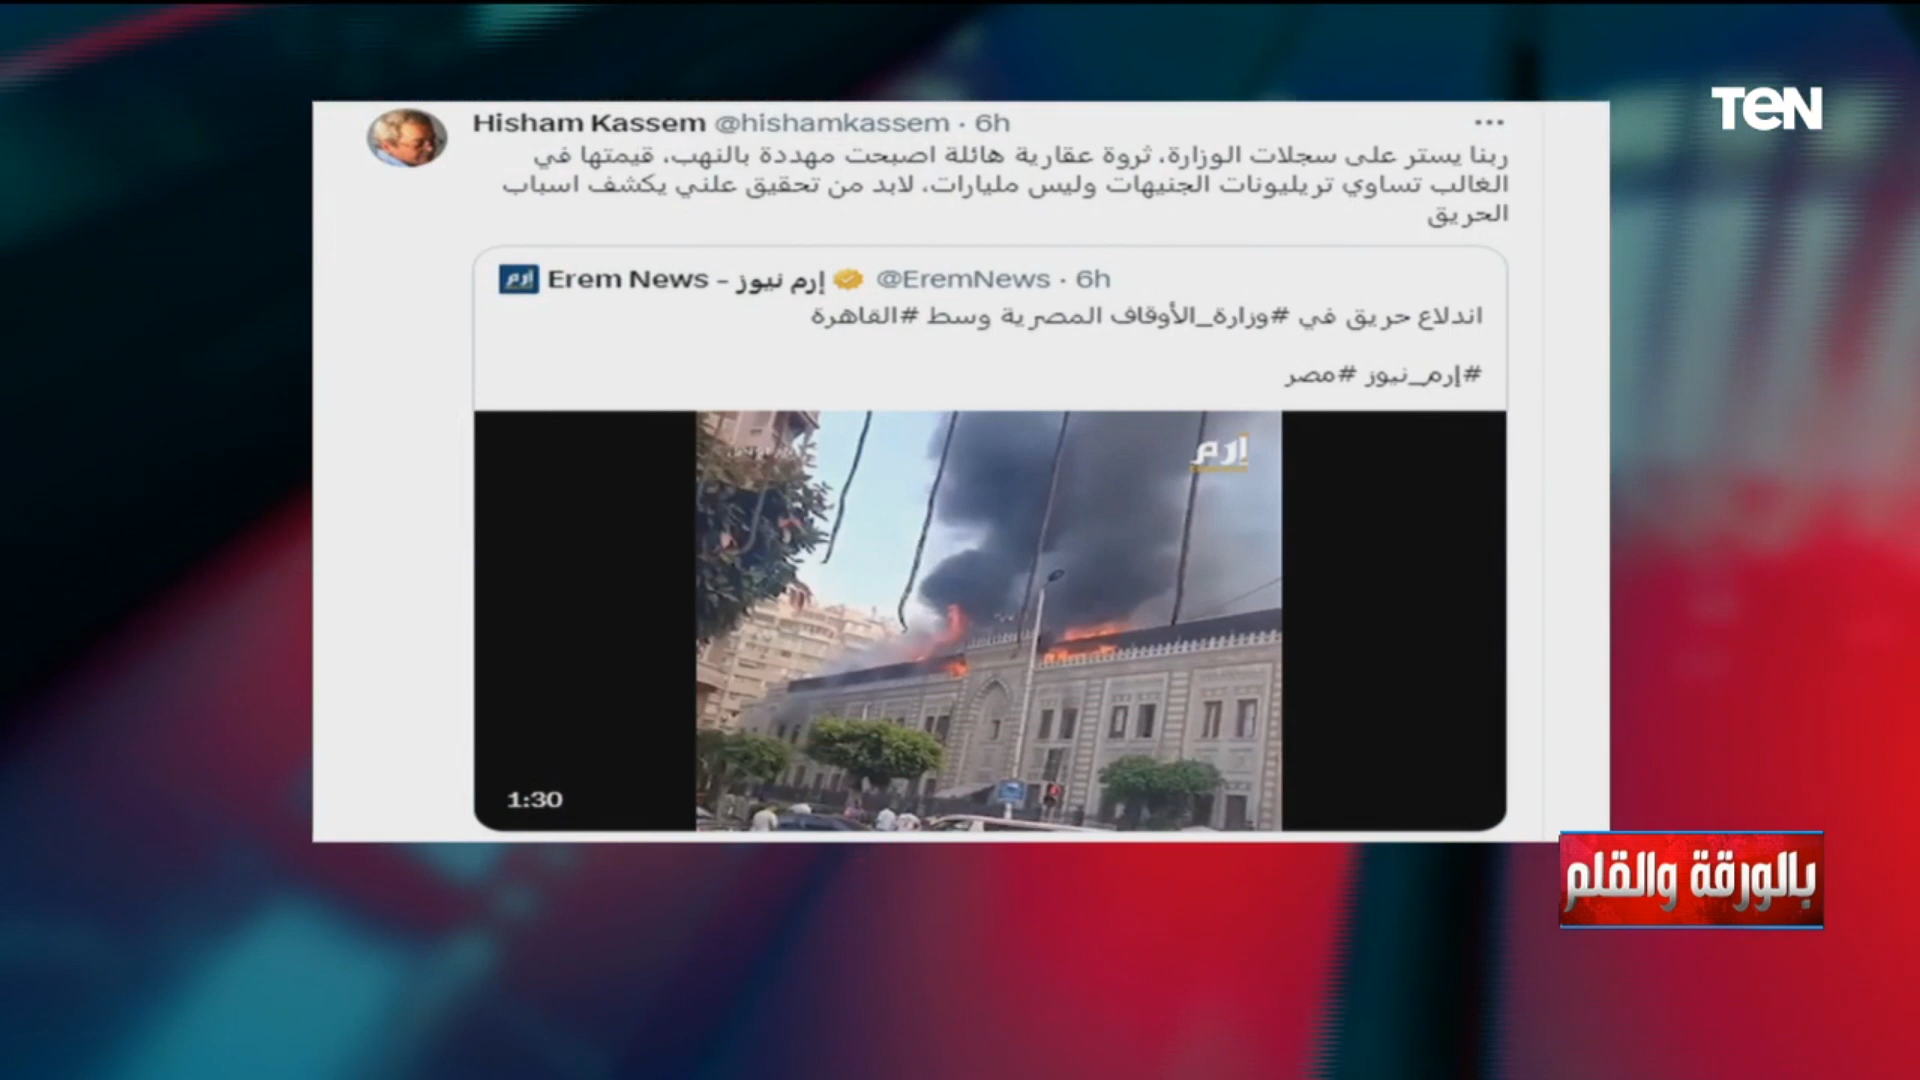 TeN
Hisham Kassem @hishamkassem · 6h
ربنا يستر على سجلات الوزارة، ثروة عقارية هائلة اصبحت مهددة بالنهب، قيمتها في
الغالب تساوي تريليونات الجنيهات وليس مليارات، لابد من تحقيق علني يكشف اسباب
الحريق
إرم Erem News - إرم نيوز @EremNews · 6h
اندلاع حريق في #وزارة_الأوقاف المصرية وسط #القاهرة
#إرم_نيوز #مصر
إرم
1:30
بالورقة والقلم